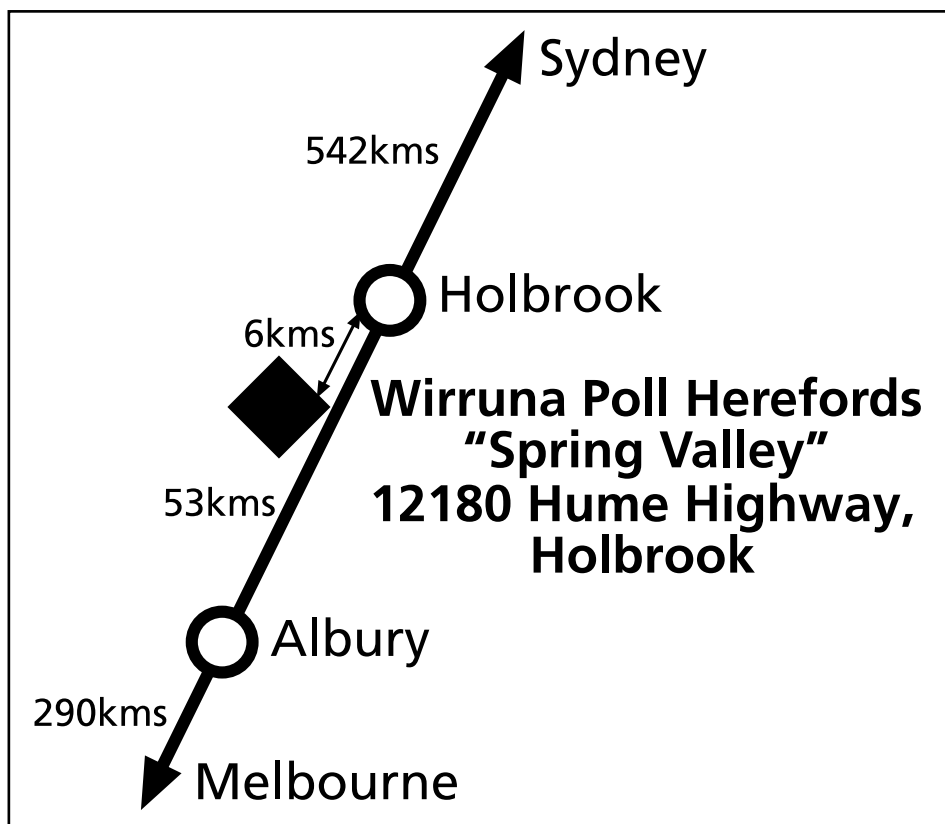 Sydney
542kms
Holbrook
6kms
Wirruna Poll Herefords
“Spring Valley”
12180 Hume Highway,
Holbrook
53kms
Albury
290kms
Melbourne